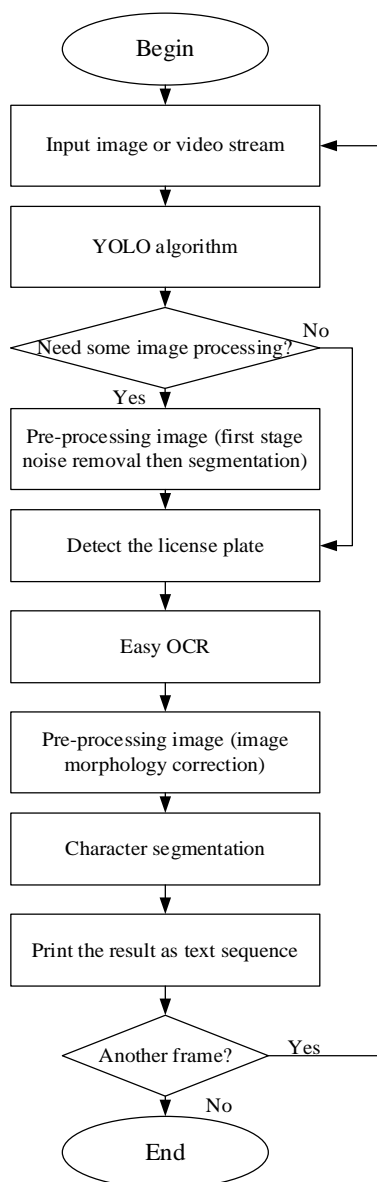 Begin
Input image or video stream
YOLO algorithm
Need some image processing?
No
Yes
Pre-processing image (first stage
noise removal then segmentation)
Detect the license plate
Easy OCR
Pre-processing image (image
morphology correction)
Character segmentation
Print the result as text sequence
Another frame?
Yes
No
End